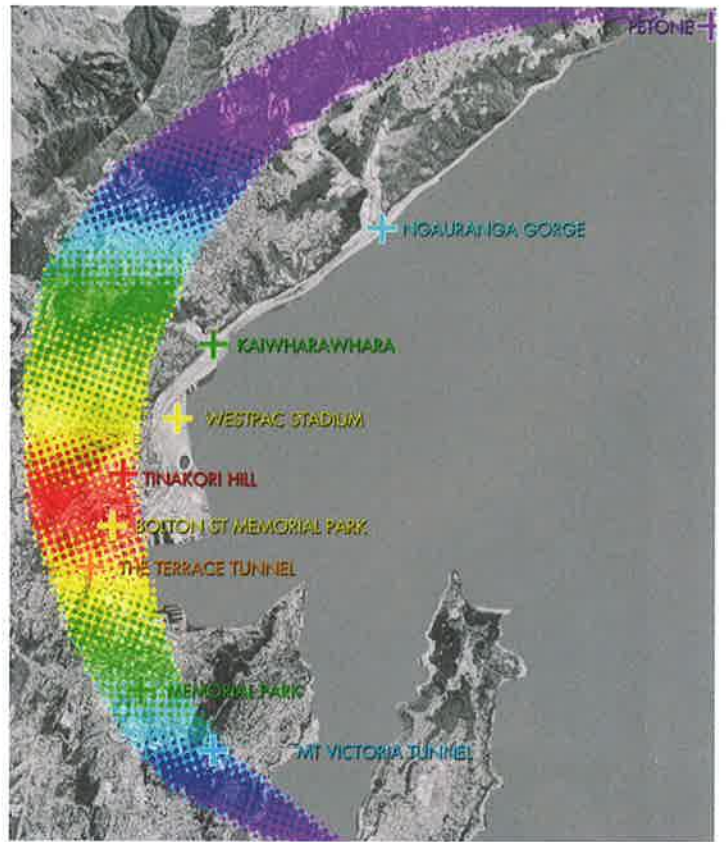 PETONE
NGAURANGA GORGE
KAIWHARAWHARA
WESTPAC STADIUM
TINAKORI HILL
BOLTON ST MEMORIAL PARK
THE TERRACE TUNNEL
MEMORIAL PARK
MT VICTORIA TUNNEL